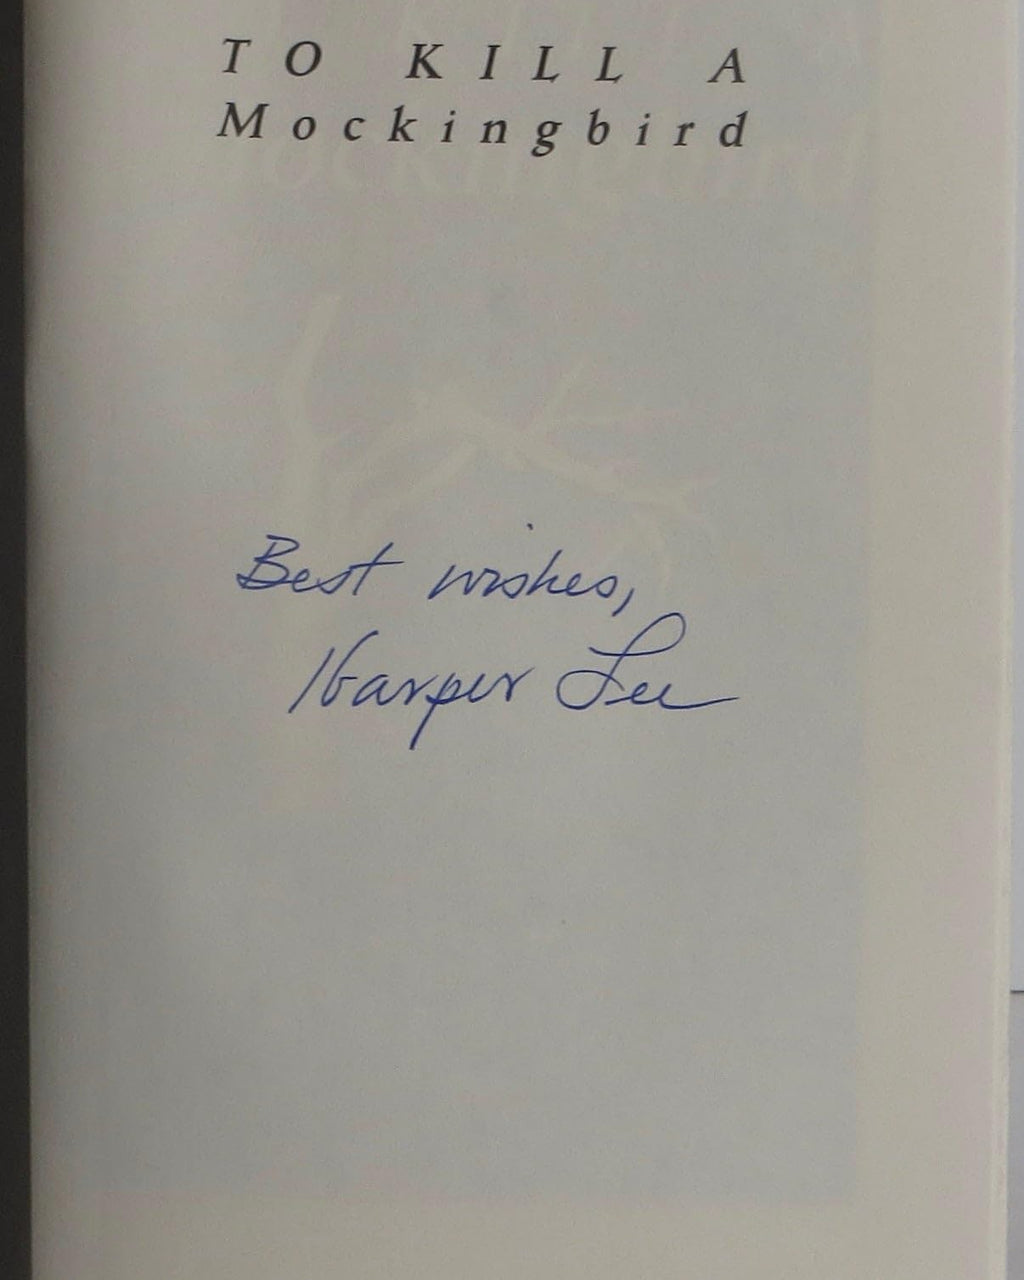 TO KILL A
Mockingbird
Best wishes,
Harper Lee